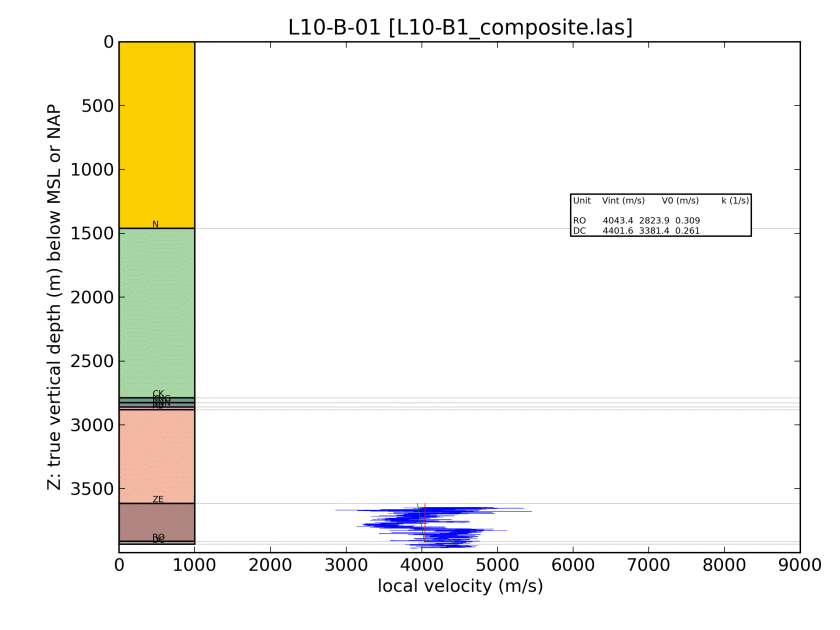 L10-B-01 [L10-B1_composite.las]
0
500
1000
1500
2000
2500
3000
3500
Z: true vertical depth (m) below MSL or NAP
N
CK
ZE
RO
Unit Vint (m/s) V0 (m/s) k (1/s)
RO 4043.4 2823.9 0.309
DC 4401.6 3381.4 0.261
0 1000 2000 3000 4000 5000 6000 7000 8000 9000
local velocity (m/s)